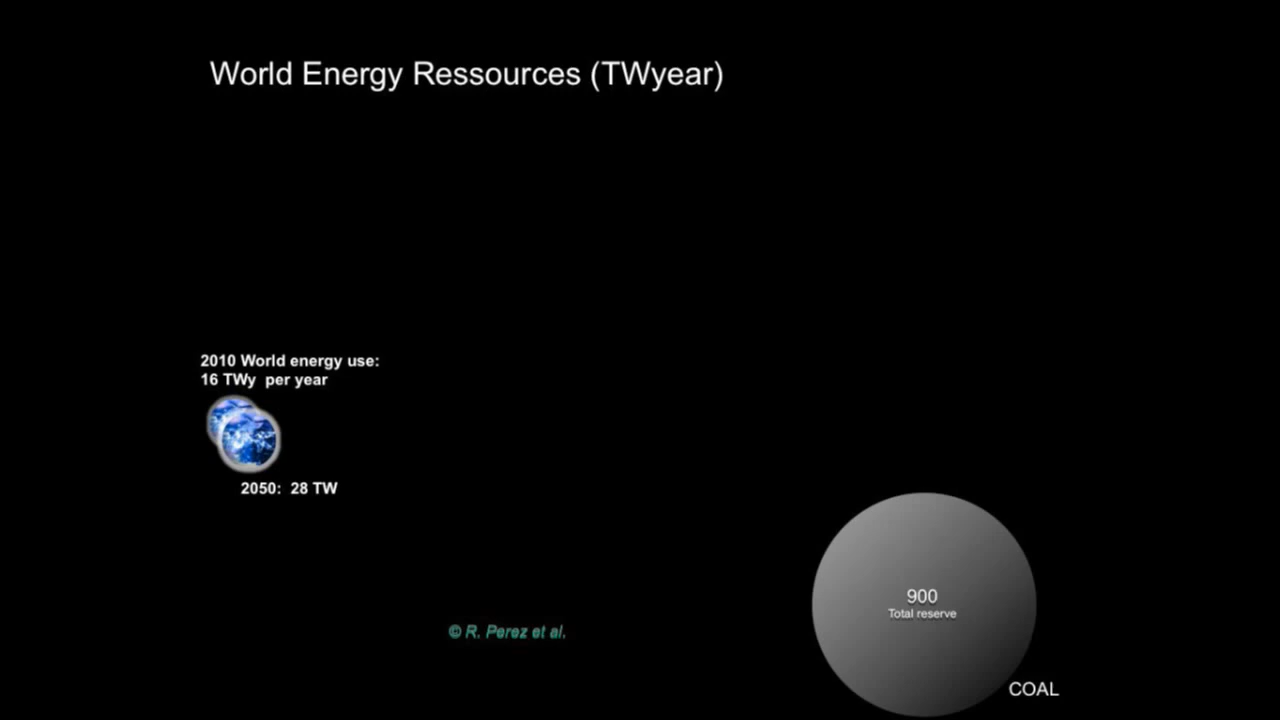 World Energy Ressources (TWyear)
2010 World energy use:
16 TWy per year
2050: 28 TW
900
Total reserve
© R. Perez et al.
COAL